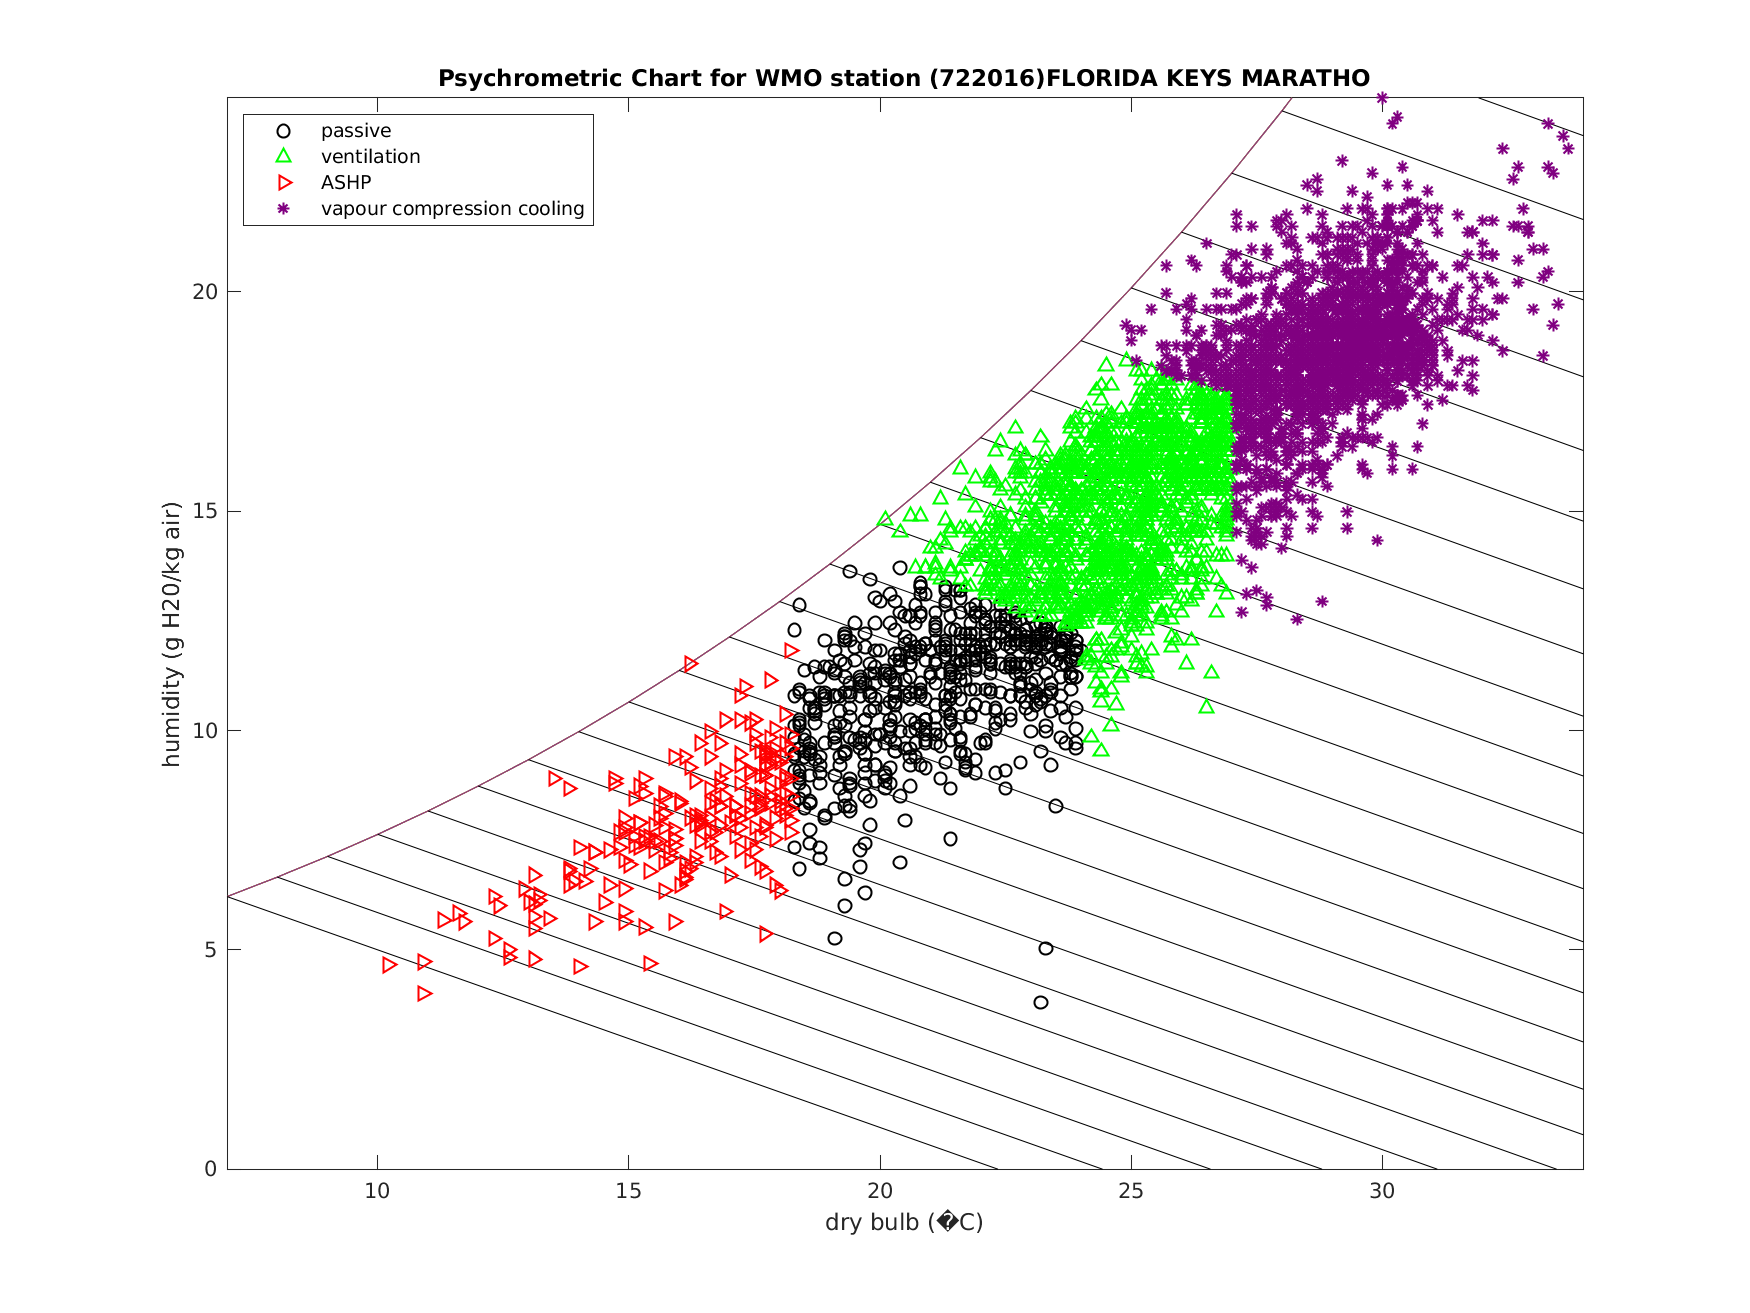 Psychrometric Chart for WMO station (722016)FLORIDA KEYS MARATHO
passive
ventilation
ASHP
vapour compression cooling
humidity (g H20/kg air)
20
15
10
5
0
10 15 20 25 30
dry bulb (�C)